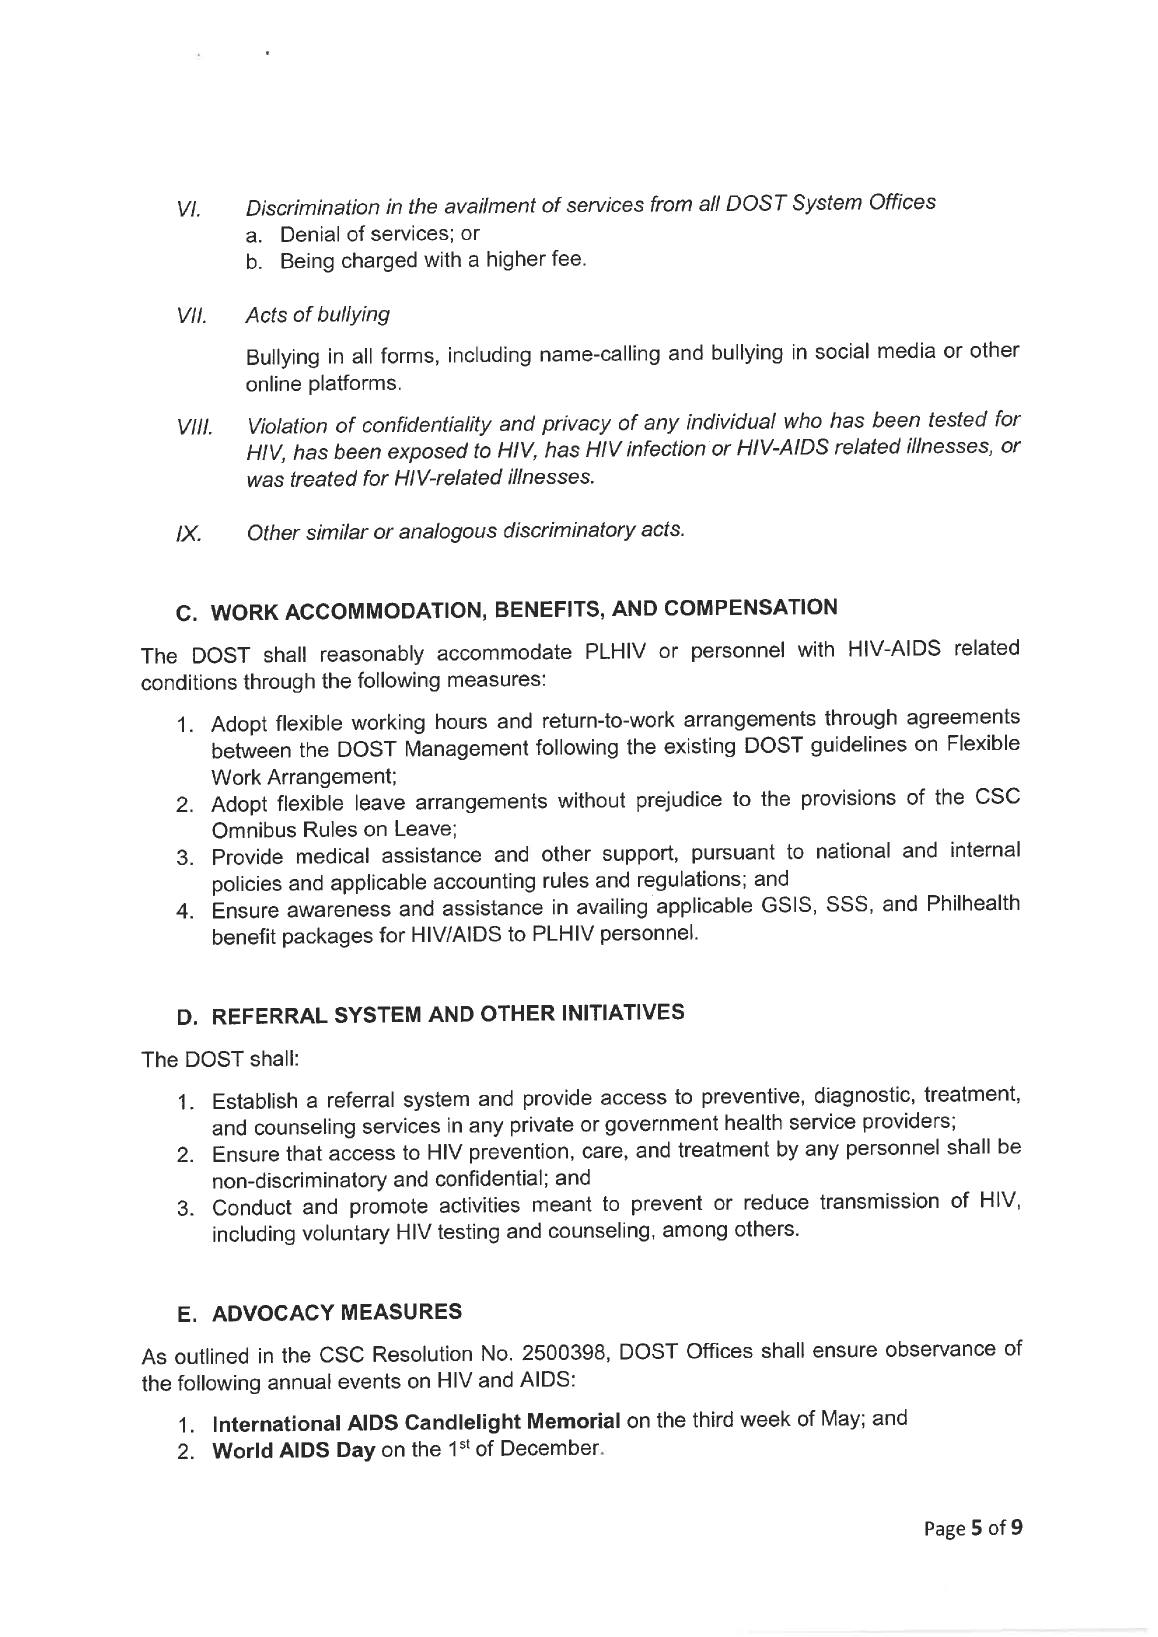 VI. Discrimination in the availment of services from all DOST System Offices
a. Denial of services; or
b. Being charged with a higher fee.
VII. Acts of bullying
Bullying in all forms, including name-calling and bullying in social media or other
online platforms.
VIII. Violation of confidentiality and privacy of any individual who has been tested for
HIV, has been exposed to HIV, has HIV infection or HIV-AIDS related illnesses, or
was treated for HIV-related illnesses.
IX. Other similar or analogous discriminatory acts.
C. WORK ACCOMMODATION, BENEFITS, AND COMPENSATION
The DOST shall reasonably accommodate PLHIV or personnel with HIV-AIDS related
conditions through the following measures:
1. Adopt flexible working hours and return-to-work arrangements through agreements
between the DOST Management following the existing DOST guidelines on Flexible
Work Arrangement;
2. Adopt flexible leave arrangements without prejudice to the provisions of the CSC
Omnibus Rules on Leave;
3. Provide medical assistance and other support, pursuant to national and internal
policies and applicable accounting rules and regulations; and
4. Ensure awareness and assistance in availing applicable GSIS, SSS, and Philhealth
benefit packages for HIV/AIDS to PLHIV personnel.
D. REFERRAL SYSTEM AND OTHER INITIATIVES
The DOST shall:
1. Establish a referral system and provide access to preventive, diagnostic, treatment,
and counseling services in any private or government health service providers;
2. Ensure that access to HIV prevention, care, and treatment by any personnel shall be
non-discriminatory and confidential; and
3. Conduct and promote activities meant to prevent or reduce transmission of HIV,
including voluntary HIV testing and counseling, among others.
E. ADVOCACY MEASURES
As outlined in the CSC Resolution No. 2500398, DOST Offices shall ensure observance of
the following annual events on HIV and AIDS:
1. International AIDS Candlelight Memorial on the third week of May; and
2. World AIDS Day on the 1st of December.
Page 5 of 9